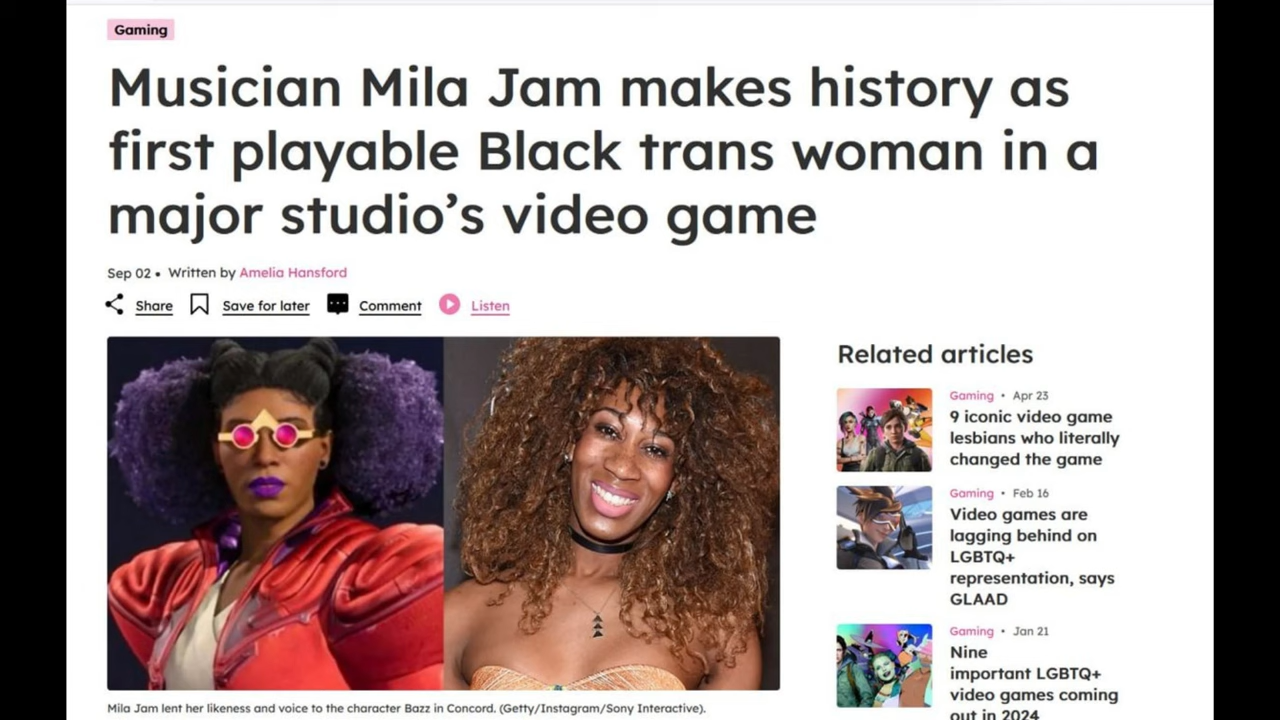 Gaming
Musician Mila Jam makes history as
first playable Black trans woman in a
major studio’s video game
Sep 02 • Written by Amelia Hansford
Share Save for later Comment Listen
Mila Jam lent her likeness and voice to the character Bazz in Concord. (Getty/Instagram/Sony Interactive).
Related articles
Gaming • Apr 23
9 iconic video game
lesbians who literally
changed the game
Gaming • Feb 16
Video games are
lagging behind on
LGBTQ+
representation, says
GLAAD
Gaming • Jan 21
Nine
important LGBTQ+
video games coming
out in 2024